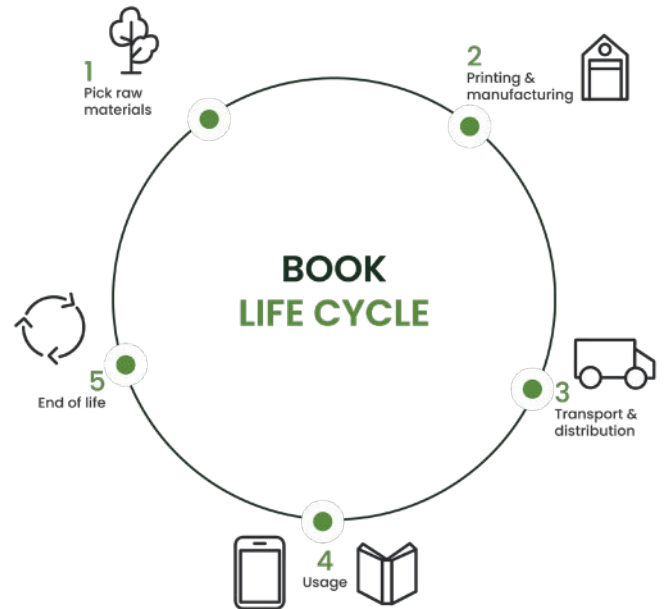 BOOK
LIFE CYCLE
1
Pick raw
materials
2
Printing &
manufacturing
3
Transport &
distribution
4
Usage
5
End of life